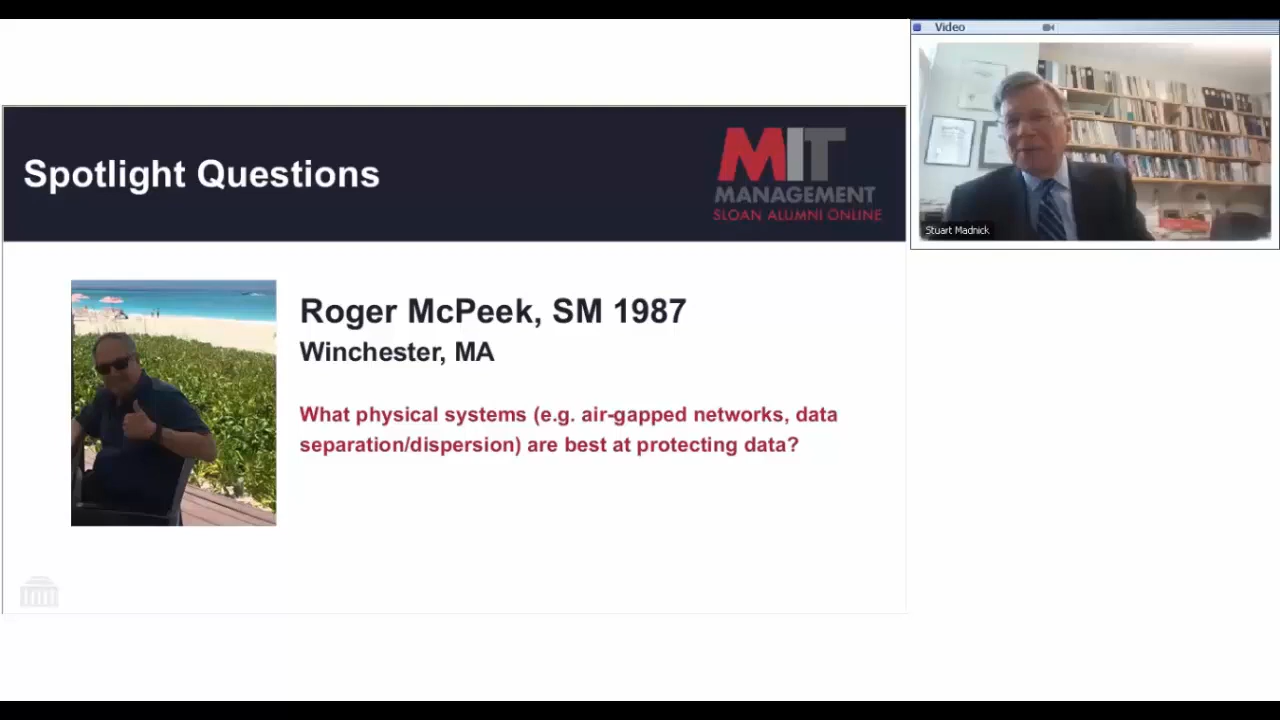 Video
Spotlight Questions
MIT
MANAGEMENT
SLOAN ALUMNI ONLINE
Stuart Madnick
Roger McPeek, SM 1987
Winchester, MA
What physical systems (e.g. air-gapped networks, data
separation/dispersion) are best at protecting data?